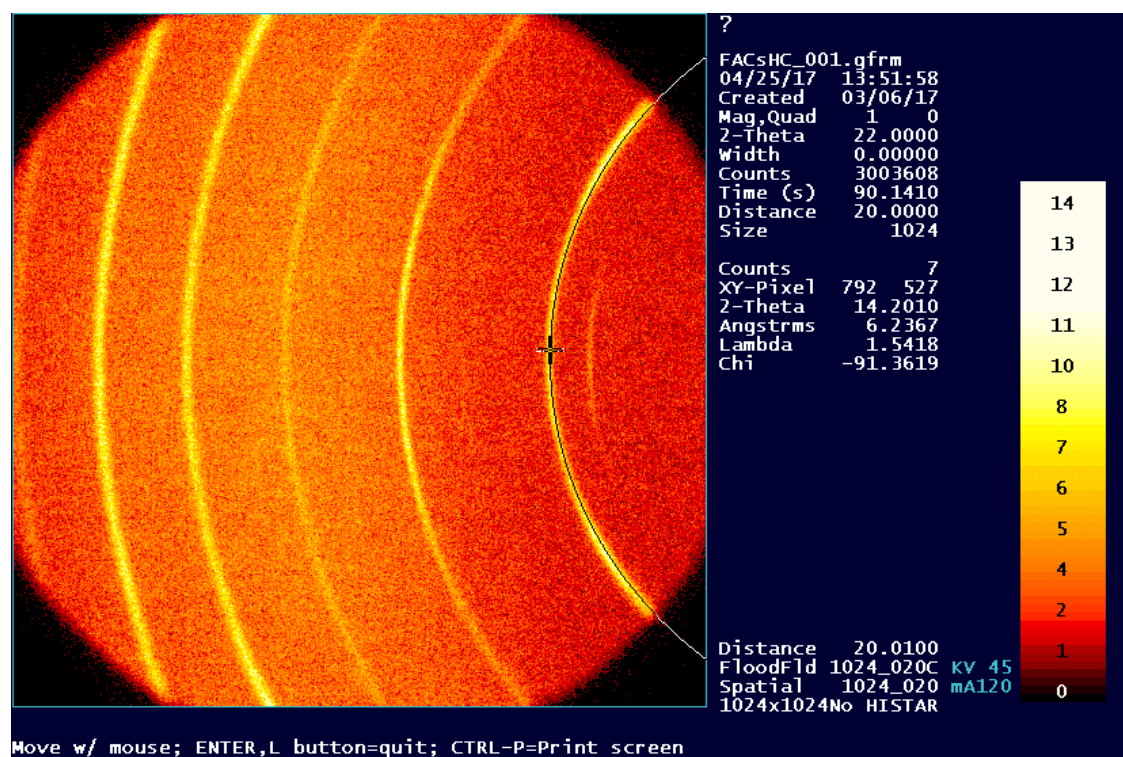 ?
FACsHC_001.gfrm
04/25/17 13:51:58
Created 03/06/17
Mag,Quad 1 0
2-Theta 22.0000
Width 0.00000
Counts 3003608
Time (s) 90.1410
Distance 20.0000
Size 1024
Counts 7
XY-Pixel 792 527
2-Theta 14.2010
Angstrms 6.2367
Lambda 1.5418
Chi -91.3619
14
13
12
11
10
8
7
6
5
4
2
1
0
Distance 20.0100
FloodFld 1024_020C KV 45
Spatial 1024_020 mA120
1024x1024No HISTAR
Move w/ mouse; ENTER,L button=quit; CTRL-P=Print screen